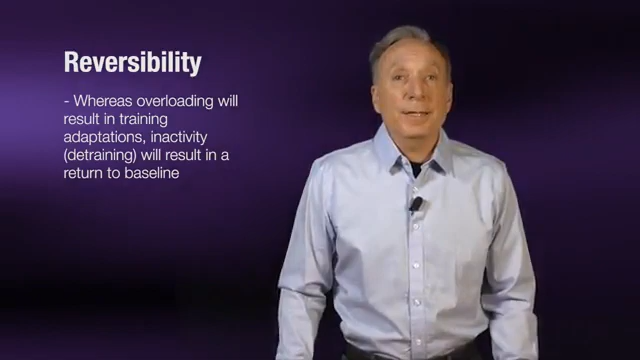 Reversibility
- Whereas overloading will
result in training
adaptations, inactivity
(detraining) will result in a
return to baseline